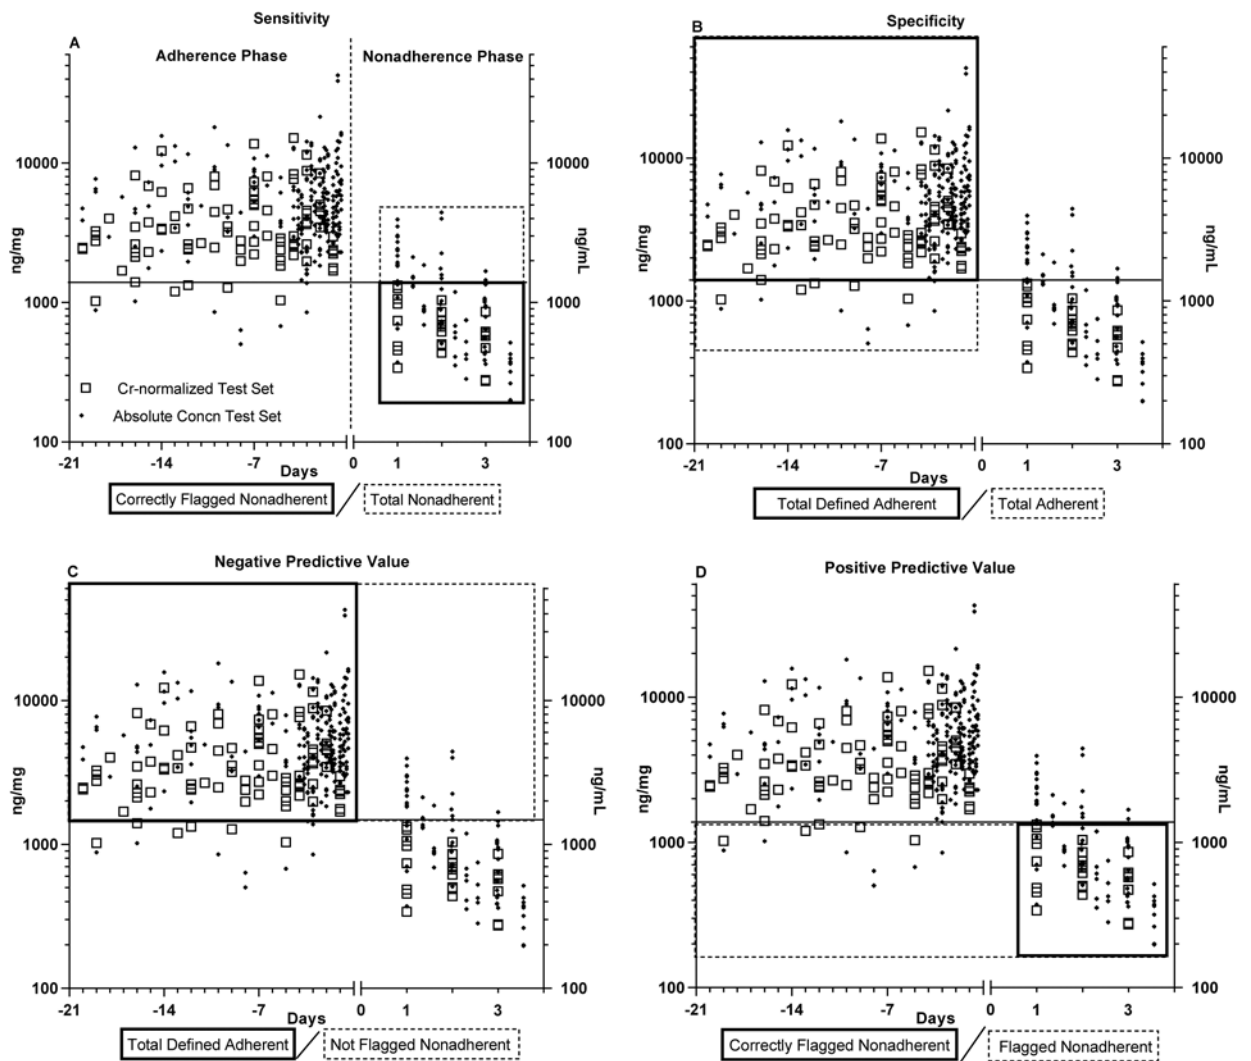 Sensitivity
A
Adherence Phase
Nonadherence Phase
ng/mg
10000
1000
100
10000
1000
100
ng/mL
Cr-normalized Test Set
Absolute Concn Test Set
-21
-14
-7
0
1
3
Days
Correctly Flagged Nonadherent
Total Nonadherent
Specificity
B
ng/mg
10000
1000
100
10000
1000
100
ng/mL
-21
-14
-7
0
1
3
Days
Total Defined Adherent
Total Adherent
Negative Predictive Value
C
ng/mg
10000
1000
100
10000
1000
100
ng/mL
-21
-14
-7
0
1
3
Days
Total Defined Adherent
Not Flagged Nonadherent
Positive Predictive Value
D
ng/mg
10000
1000
100
10000
1000
100
ng/mL
-21
-14
-7
0
1
3
Days
Correctly Flagged Nonadherent
Flagged Nonadherent